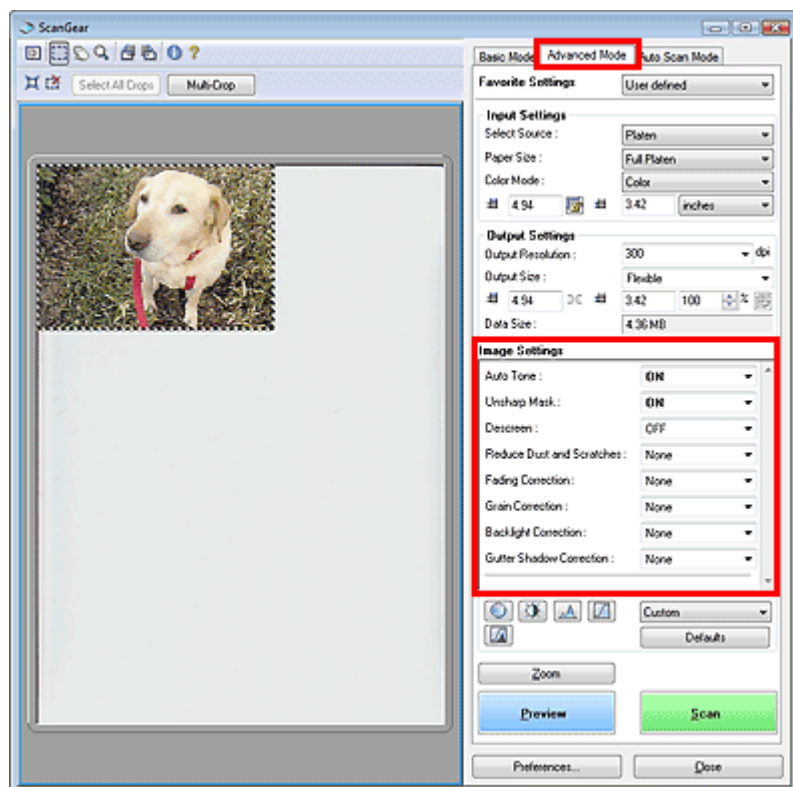 ScanGear
Select All Crops Multi-Crop
Basic Mode Advanced Mode Auto Scan Mode
Favorite Settings User defined
Input Settings
Select Source : Platen
Paper Size : Full Platen
Color Mode : Color
4.94 3.42 inches
Output Settings
Output Resolution : 300 dpi
Output Size : Flexible
4.94 3.42 100 %
Data Size : 4.36 MB
Image Settings
Auto Tone : ON
Unsharp Mask : ON
Descreen : OFF
Reduce Dust and Scratches : None
Fading Correction : None
Grain Correction : None
Backlight Correction : None
Gutter Shadow Correction : None
Custom
Defaults
Zoom
Preview Scan
Preferences... Close